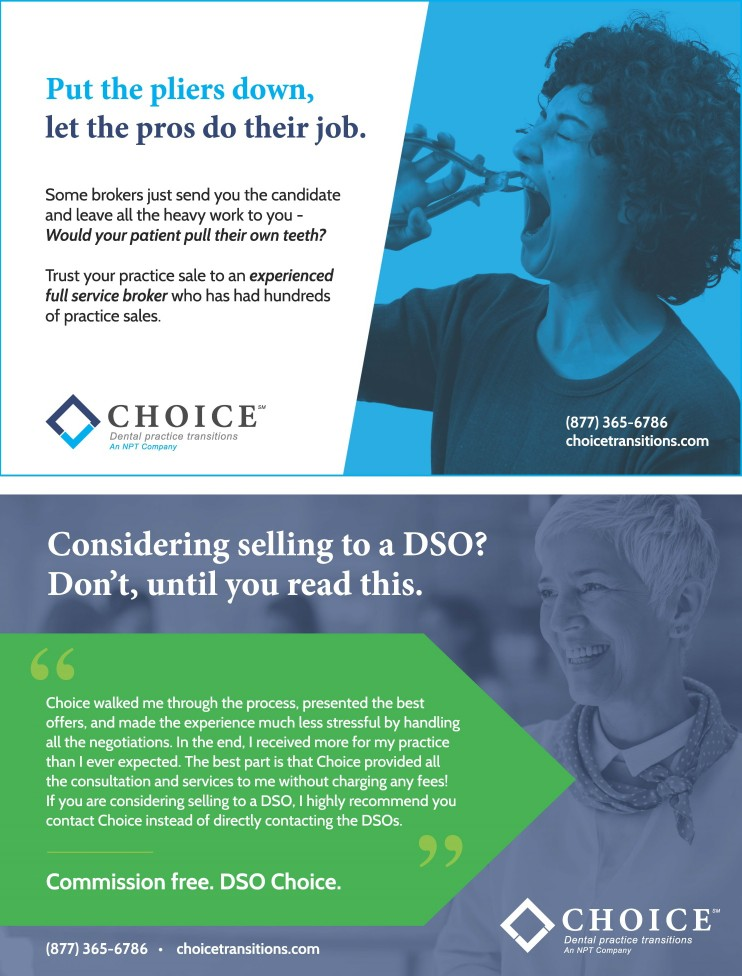 Put the pliers down,
let the pros do their job.
Some brokers just send you the candidate
and leave all the heavy work to you -
Would your patient pull their own teeth?
Trust your practice sale to an experienced
full service broker who has had hundreds
of practice sales.
CHOICE℠
Dental practice transitions
An NPT Company
(877) 365-6786
choicetransitions.com
Considering selling to a DSO?
Don't, until you read this.
“
Choice walked me through the process, presented the best
offers, and made the experience much less stressful by handling
all the negotiations. In the end, I received more for my practice
than I ever expected. The best part is that Choice provided all
the consultation and services to me without charging any fees!
If you are considering selling to a DSO, I highly recommend you
contact Choice instead of directly contacting the DSOs.
”
Commission free. DSO Choice.
(877) 365-6786 • choicetransitions.com
CHOICE℠
Dental practice transitions
An NPT Company